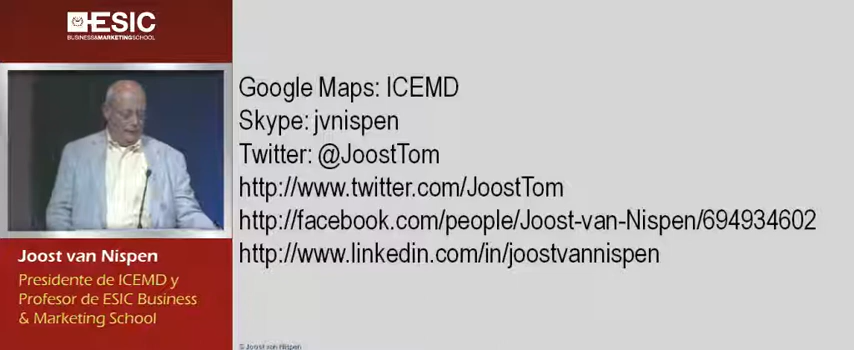 ESIC
BUSINESS&MARKETINGSCHOOL
Google Maps: ICEMD
Skype: jvnispen
Twitter: @JoostTom
http://www.twitter.com/JoostTom
http://facebook.com/people/Joost-van-Nispen/694934602
http://www.linkedin.com/in/joostvannispen
Joost van Nispen
Presidente de ICEMD y
Profesor de ESIC Business
& Marketing School
© Joost van Nispen